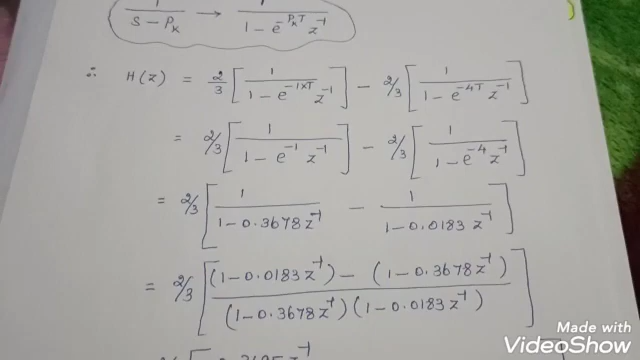 1/(S - Pₖ) → 1/(1 - e^(PₖT) z⁻¹)
∴ H(z) = 2/3 [1/(1 - e^(-1×T) z⁻¹)] - 2/3 [1/(1 - e^(-4T) z⁻¹)]
= 2/3 [1/(1 - e⁻¹ z⁻¹)] - 2/3 [1/(1 - e⁻⁴ z⁻¹)]
= 2/3 [1/(1 - 0.3678 z⁻¹) - 1/(1 - 0.0183 z⁻¹)]
= 2/3 [((1 - 0.0183 z⁻¹) - (1 - 0.3678 z⁻¹))/((1 - 0.3678 z⁻¹)(1 - 0.0183 z⁻¹))]
Made with
VideoShow